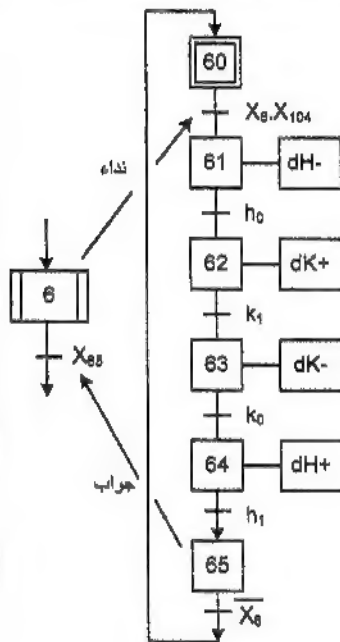 60
X₆.X₁₀₄
61 dH-
نداء
h₀
62 dK+
6
k₁
X₆₅
63 dK-
k₀
64 dH+
جواب
h₁
65
X̅₆̅